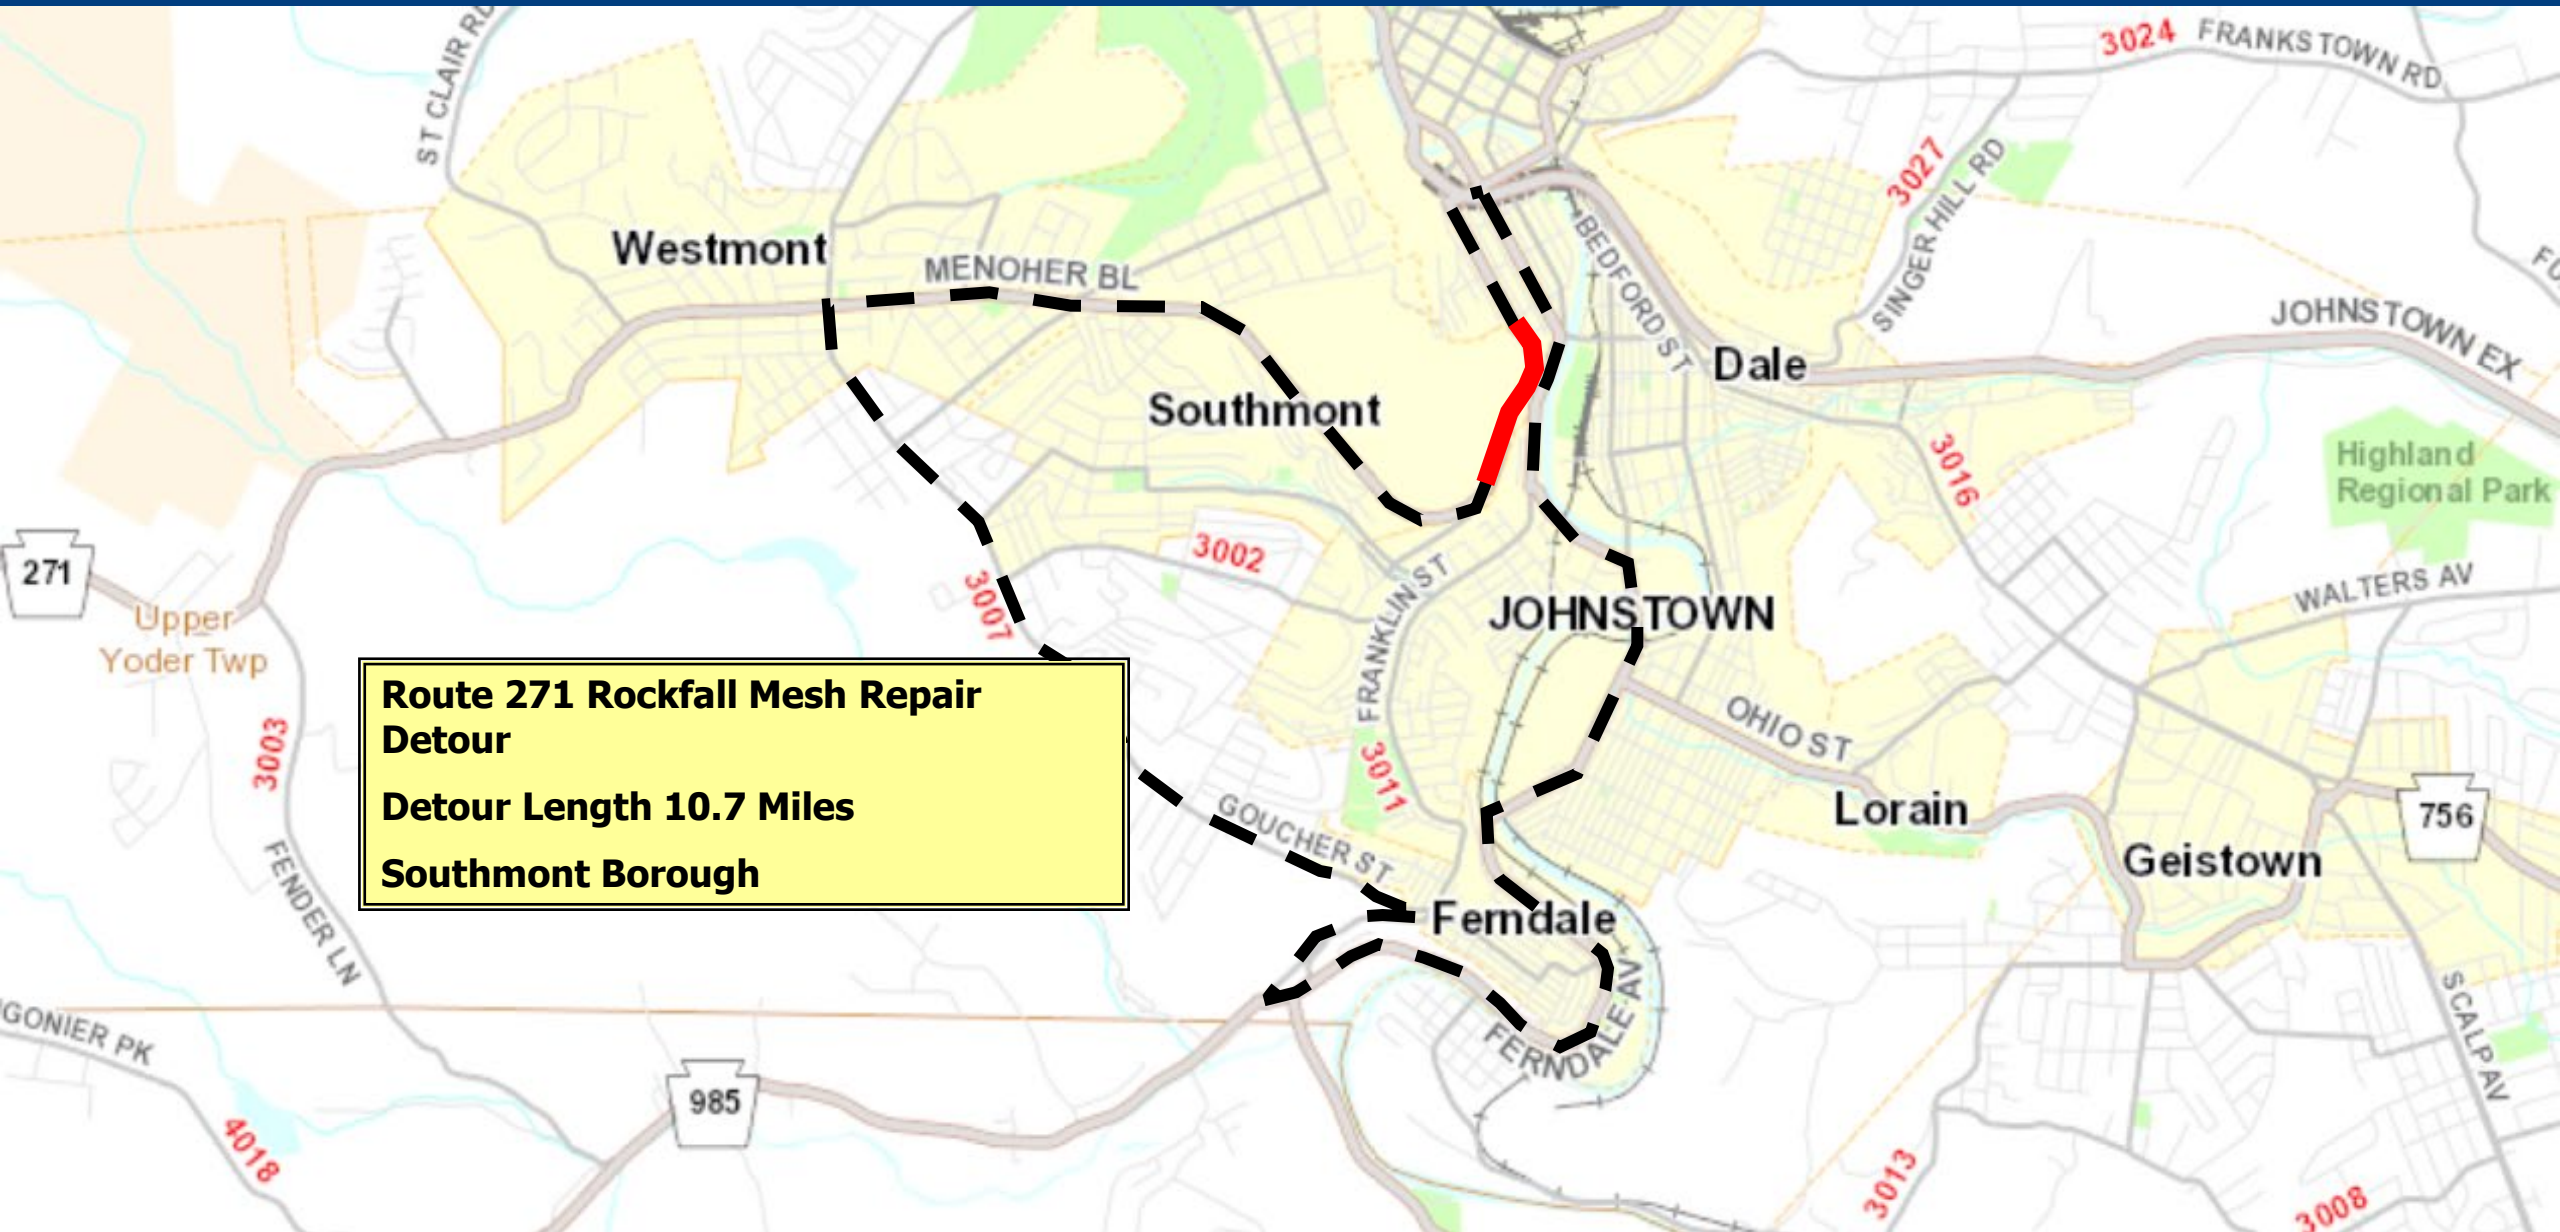 3024
FRANKSTOWN RD
ST CLAIR RD
3027
SINGER HILL RD
Westmont
MENOHER BL
BEDFORD ST
JOHNSTOWN EX
Dale
Southmont
3016
Highland
Regional Park
271
3002
WALTERS AV
Upper
Yoder Twp
3007
FRANKLIN ST
JOHNSTOWN
Route 271 Rockfall Mesh Repair
Detour
Detour Length 10.7 Miles
Southmont Borough
3003
3011
OHIO ST
Lorain
756
GOUCHER ST
Geistown
FENDER LN
Ferndale
FERNDALE AV
SCALP AV
GONIER PK
985
4018
3013
3008